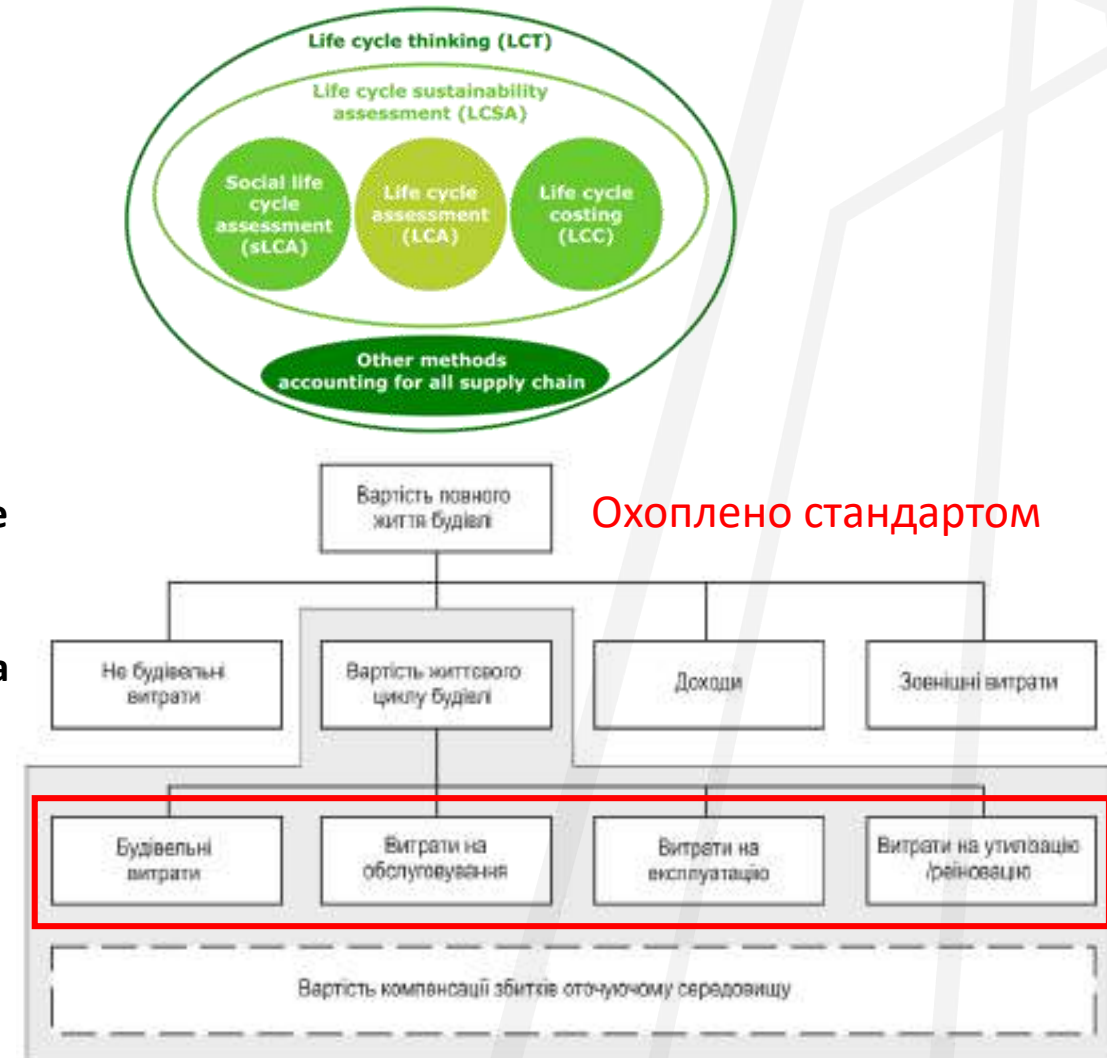 Life cycle thinking (LCT)
Life cycle sustainability
assessment (LCSA)
Social life
cycle
assessment
(sLCA)
Life cycle
assessment
(LCA)
Life cycle
costing
(LCC)
Other methods
accounting for all supply chain
е
Вартість повного
життя будівлі
Охоплено стандартом
а
Не будівельні
витрати
Вартість життєвого
циклу будівлі
Доходи
Зовнішні витрати
Будівельні
витрати
Витрати на
обслуговування
Витрати на
експлуатацію
Витрати на утилізацію
/реіновацію
Вартість компенсації збитків оточуючому середовищу